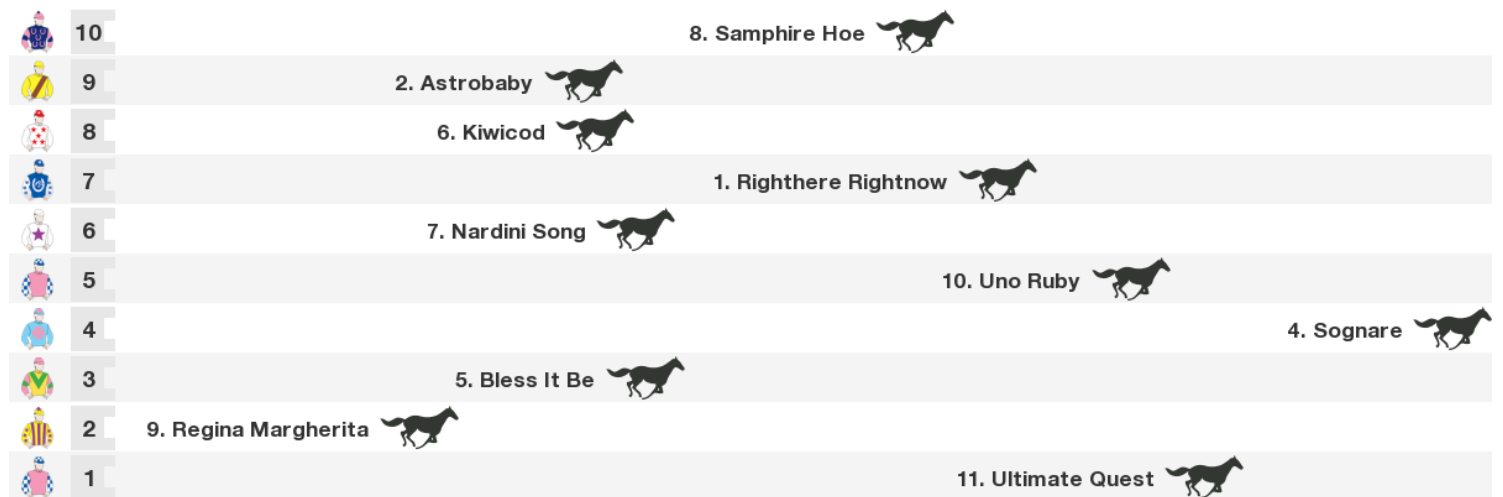 10 8. Samphire Hoe
9 2. Astrobaby
8 6. Kiwicod
7 1. Righthere Rightnow
6 7. Nardini Song
5 10. Uno Ruby
4 4. Sognare
3 5. Bless It Be
2 9. Regina Margherita
1 11. Ultimate Quest